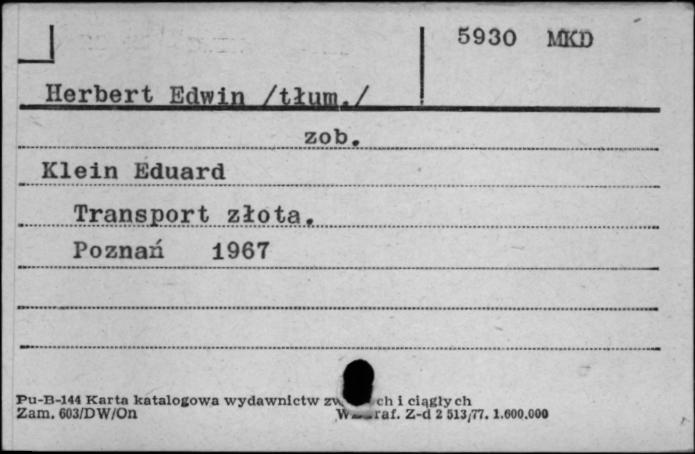 5930 MKD
Herbert Edwin /tłum./
zob.
Klein Eduard
Transport złota.
Poznań 1967
Pu-B-144 Karta katalogowa wydawnictw i ciągłych
Zam. 603/DW/On Z-d 2 513/77. 1.600.000